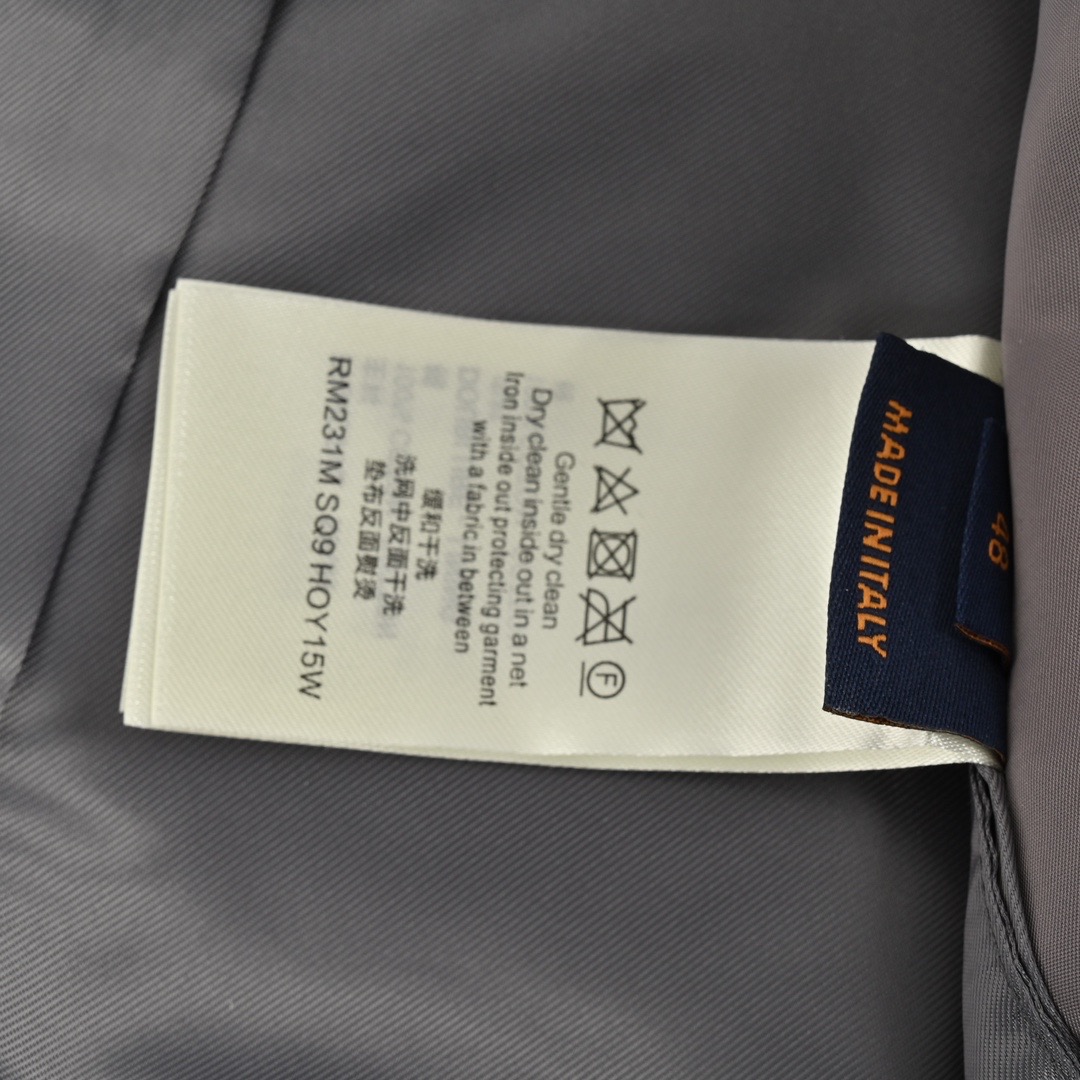 MADE IN ITALY
48
F
Gentle dry clean
Dry clean inside out in a net
Iron inside out protecting garment
with a fabric in between
缓和干洗
洗网中反面干洗
垫布反面熨烫
RM231M SQ9 HOY15W